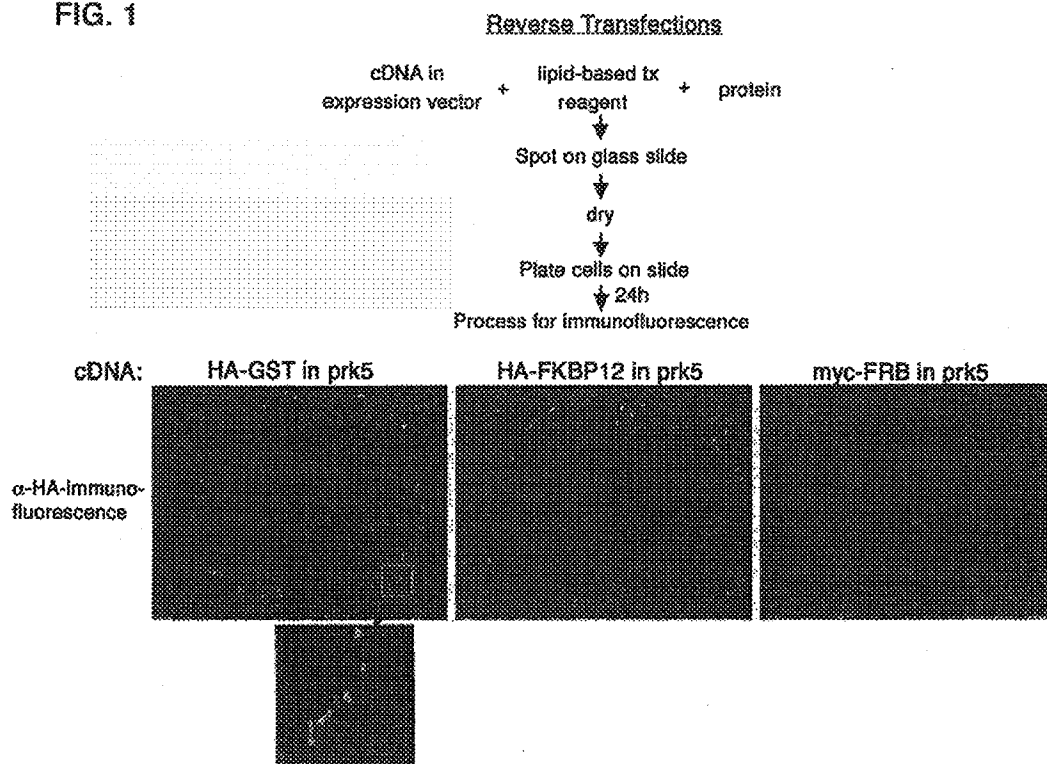 FIG. 1
Reverse Transfections
cDNA in expression vector + lipid-based tx reagent + protein
Spot on glass slide
dry
Plate cells on slide
24h
Process for immunofluorescence
cDNA: HA-GST in prk5 HA-FKBP12 in prk5 myc-FRB in prk5
α-HA-immuno-
fluorescence